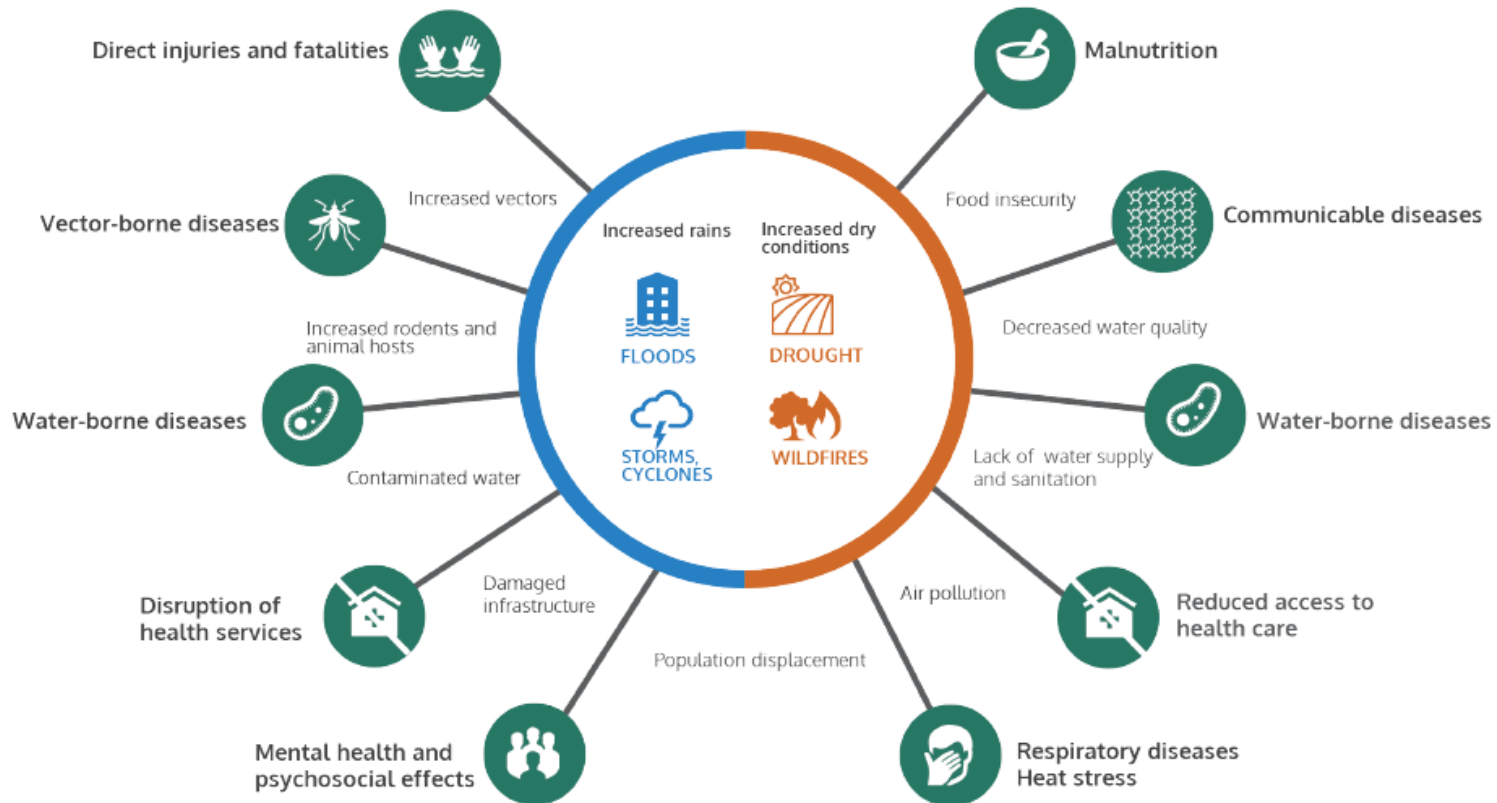 Direct injuries and fatalities
Malnutrition
Increased vectors
Food insecurity
Vector-borne diseases
Communicable diseases
Increased rains
Increased dry
conditions
Increased rodents and
animal hosts
Decreased water quality
FLOODS
DROUGHT
Water-borne diseases
Water-borne diseases
Contaminated water
STORMS,
CYCLONES
WILDFIRES
Lack of water supply
and sanitation
Disruption of
health services
Damaged
infrastructure
Air pollution
Reduced access to
health care
Population displacement
Mental health and
psychosocial effects
Respiratory diseases
Heat stress